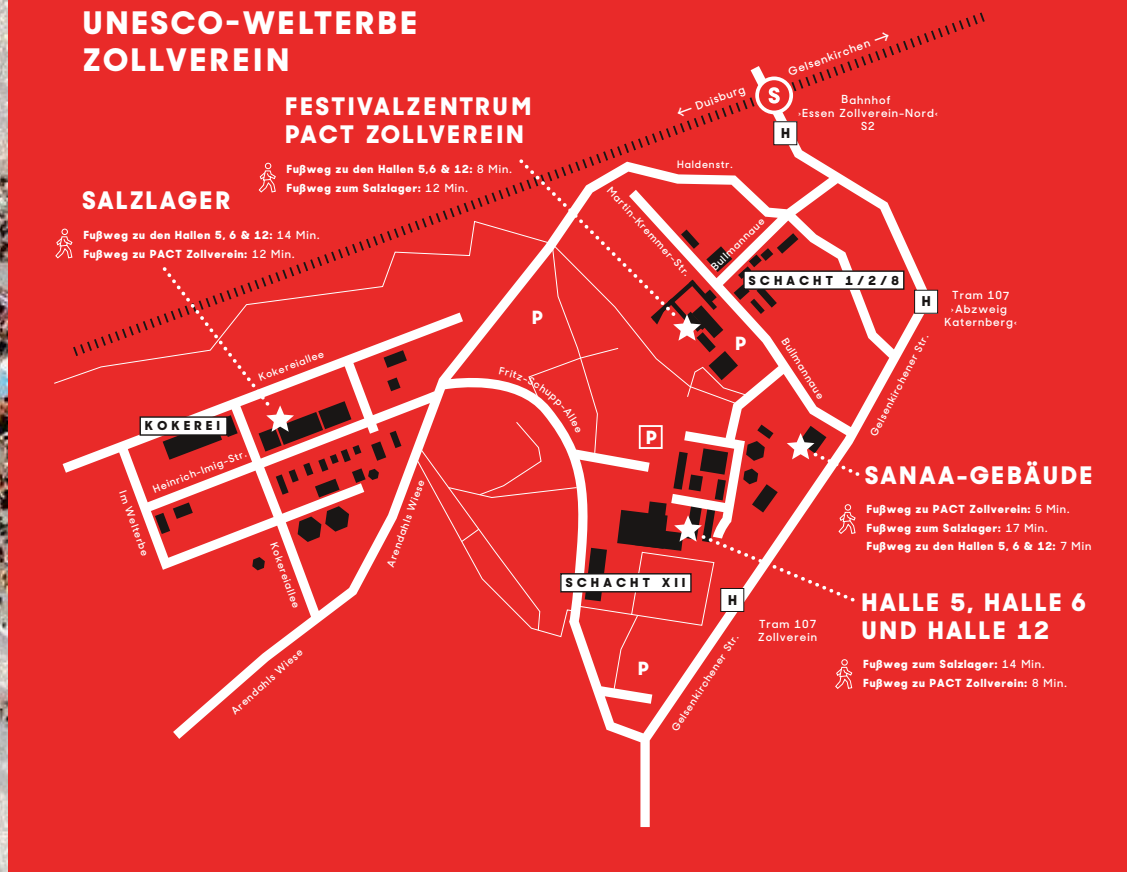 UNESCO-WELTERBE
ZOLLVEREIN
FESTIVALZENTRUM
PACT ZOLLVEREIN
Fußweg zu den Hallen 5,6 & 12: 8 Min.
Fußweg zum Salzlager: 12 Min.
SALZLAGER
Fußweg zu den Hallen 5, 6 & 12: 14 Min.
Fußweg zu PACT Zollverein: 12 Min.
← Duisburg
Gelsenkirchen →
S
H
Bahnhof
›Essen Zollverein-Nord‹
S2
Haldenstr.
Martin-Kremmer-Str.
Bullmannaue
SCHACHT 1/2/8
H
Tram 107
›Abzweig
Katernberg‹
P
P
Bullmannaue
Gelsenkirchener Str.
Kokereiallee
Fritz-Schupp-Allee
KOKEREI
P
Heinrich-Imig-Str.
Im Welterbe
Arendahls Wiese
Kokereiallee
SANAA-GEBÄUDE
Fußweg zu PACT Zollverein: 5 Min.
Fußweg zum Salzlager: 17 Min.
Fußweg zu den Hallen 5, 6 & 12: 7 Min
SCHACHT XII
H
Tram 107
Zollverein
HALLE 5, HALLE 6
UND HALLE 12
Fußweg zum Salzlager: 14 Min.
Fußweg zu PACT Zollverein: 8 Min.
P
Arendahls Wiese
Gelsenkirchener Str.